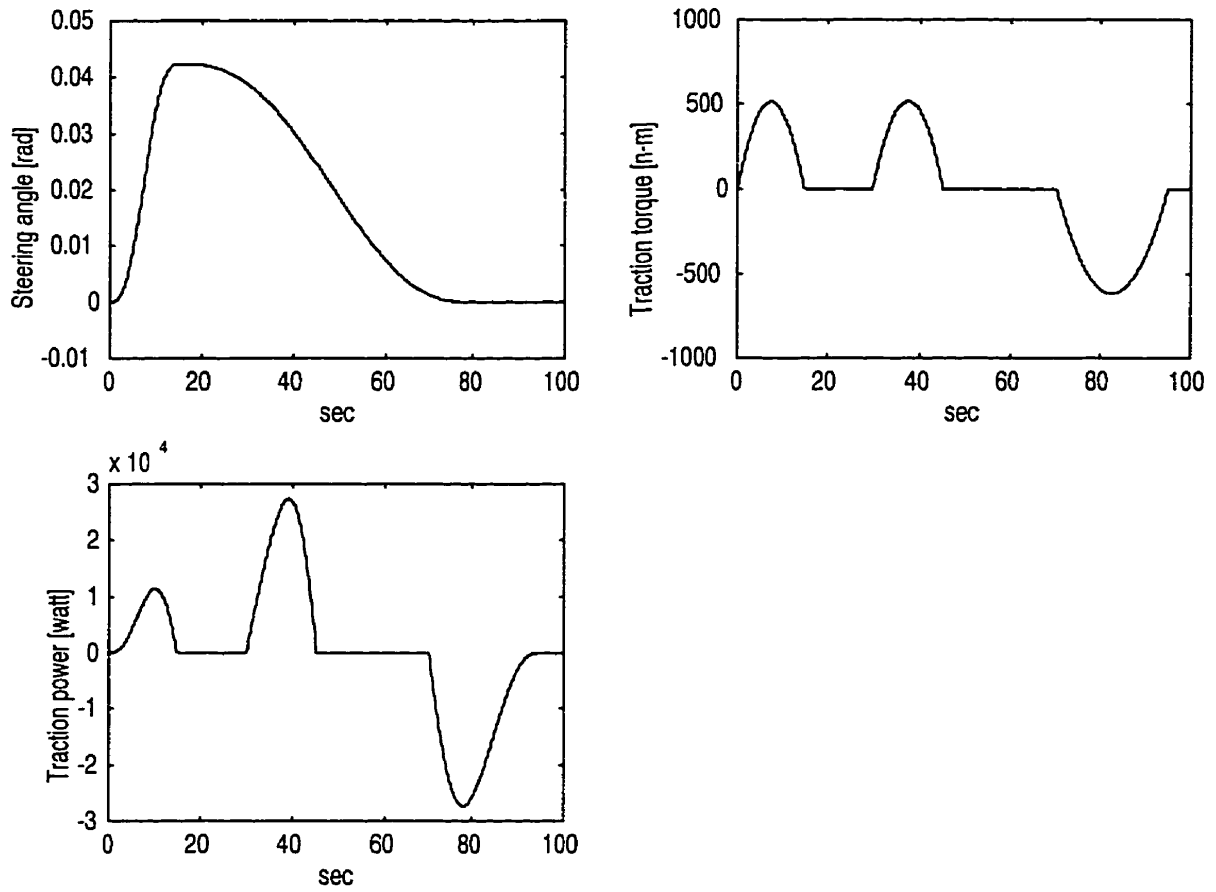 Steering angle [rad]
0.05
0.04
0.03
0.02
0.01
0
-0.01
0 20 40 60 80 100
sec
Traction torque [n-m]
1000
500
0
-500
-1000
0 20 40 60 80 100
sec
x 10 4
Traction power [watt]
3
2
1
0
-1
-2
-3
0 20 40 60 80 100
sec